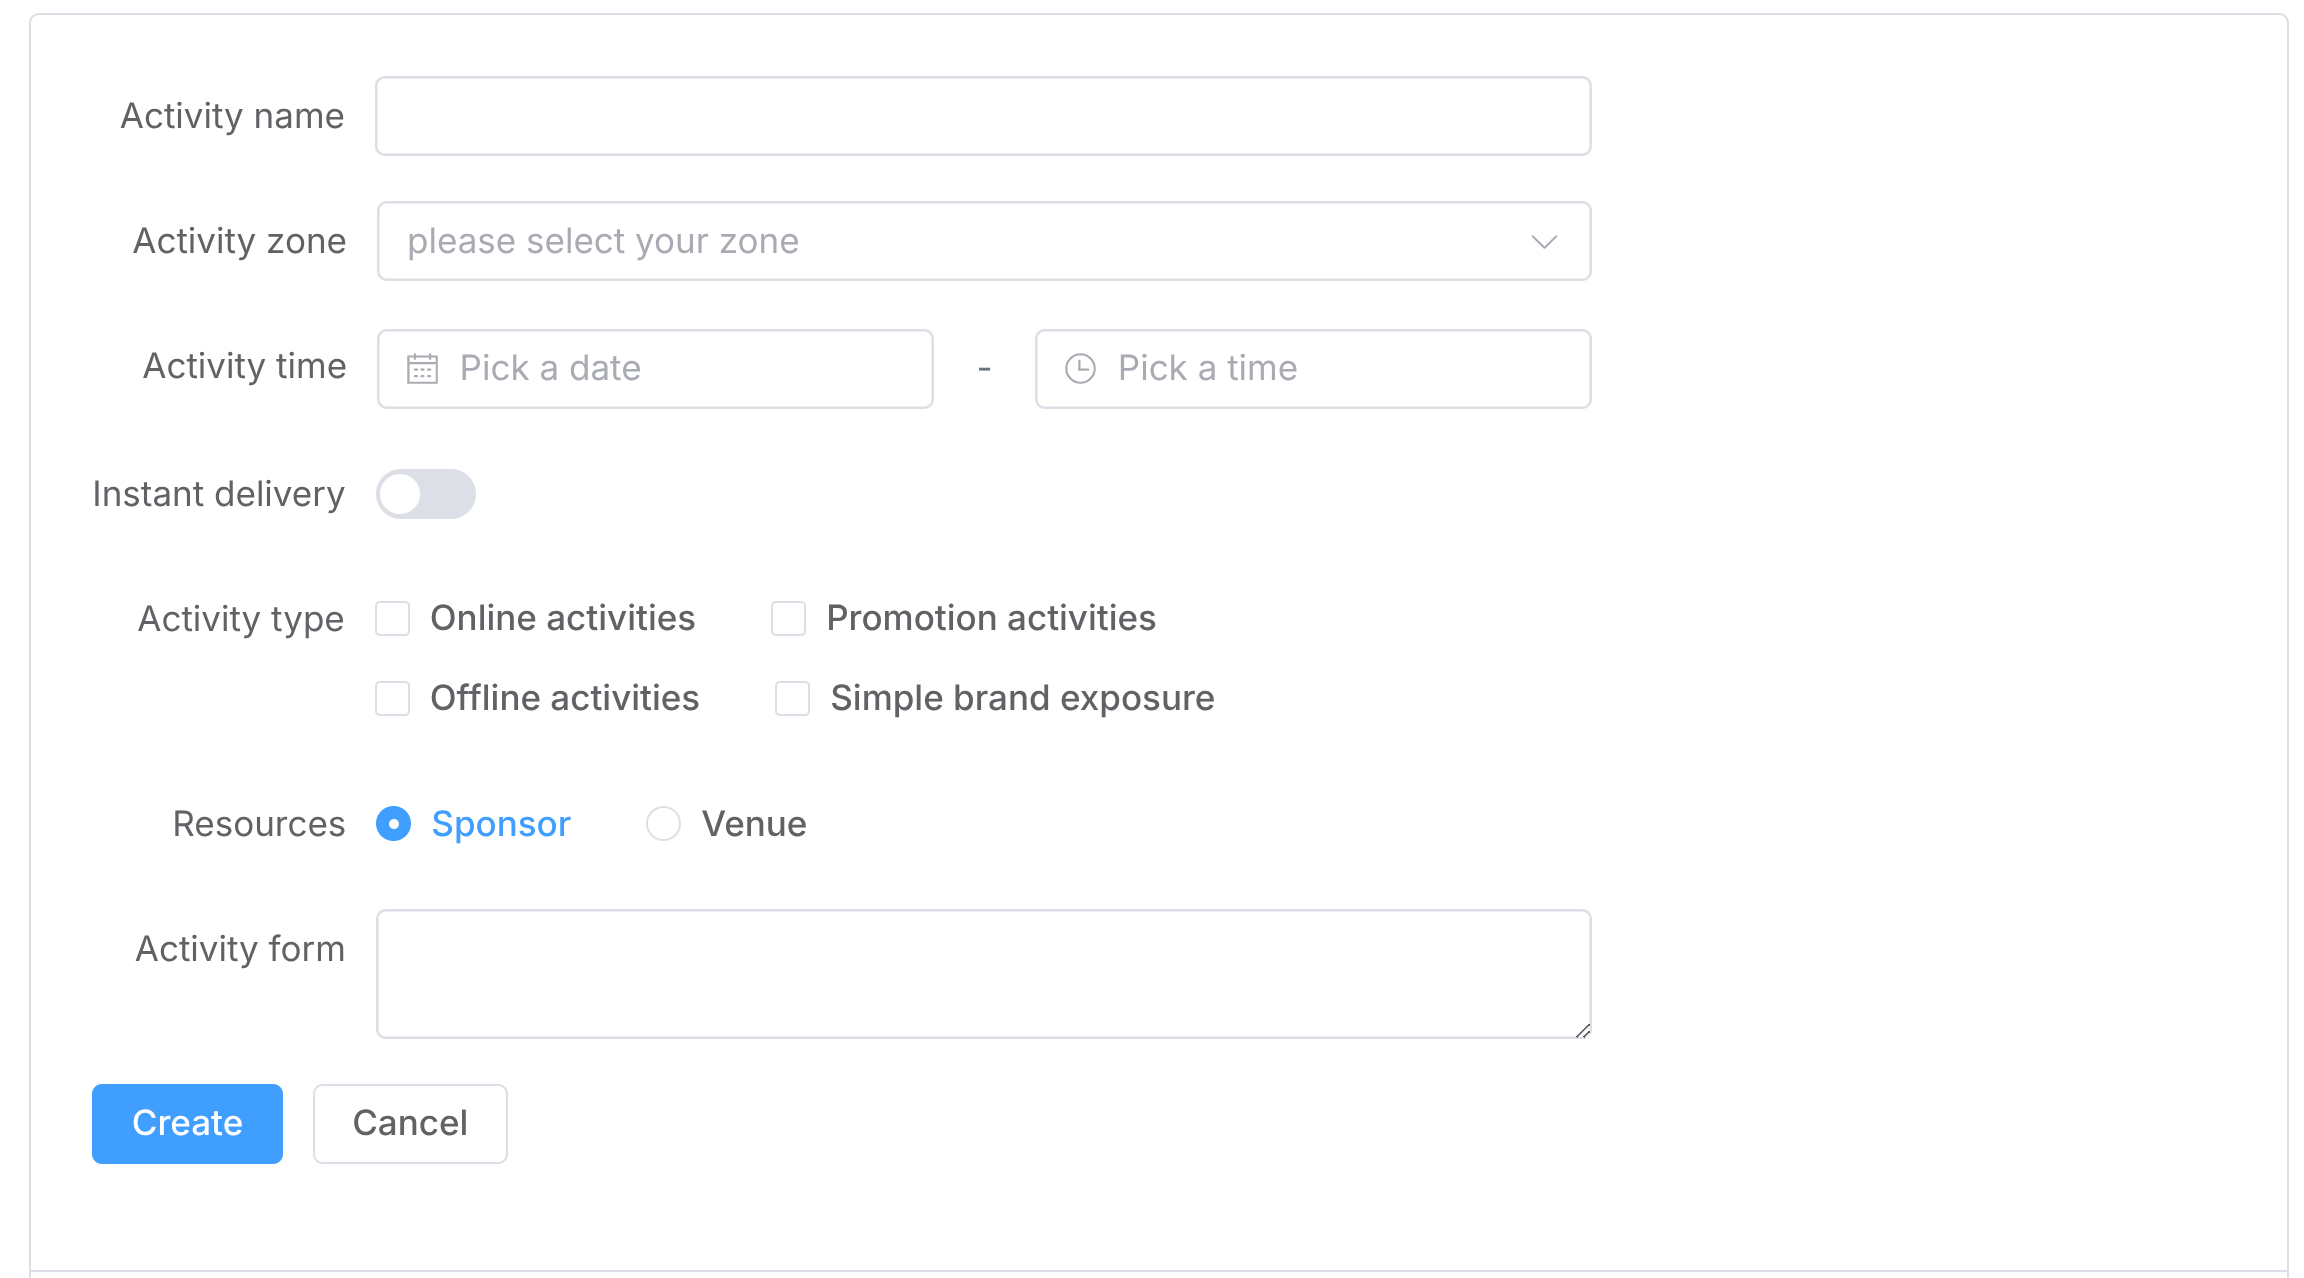 Activity name
Activity zone please select your zone
Activity time Pick a date - Pick a time
Instant delivery
Activity type Online activities Promotion activities
Offline activities Simple brand exposure
Resources Sponsor Venue
Activity form
Create Cancel